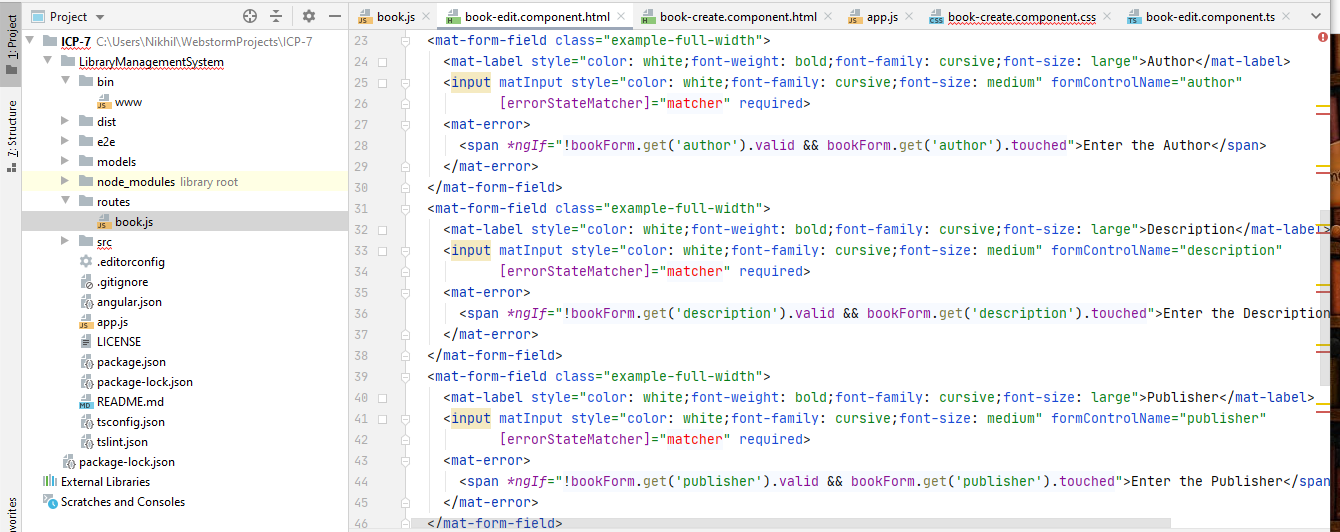 Project
book.js
book-edit.component.html
book-create.component.html
app.js
book-create.component.css
book-edit.component.ts
1: Project
7: Structure
avorites
ICP-7 C:\Users\Nikhil\WebstormProjects\ICP-7
LibraryManagementSystem
bin
www
dist
e2e
models
node_modules library root
routes
book.js
src
.editorconfig
.gitignore
angular.json
app.js
LICENSE
package.json
package-lock.json
README.md
tsconfig.json
tslint.json
package-lock.json
External Libraries
Scratches and Consoles
23 <mat-form-field class="example-full-width">
24 <mat-label style="color: white;font-weight: bold;font-family: cursive;font-size: large">Author</mat-label>
25 <input matInput style="color: white;font-weight: bold;font-family: cursive;font-size: medium" formControlName="author"
26 [errorStateMatcher]="matcher" required>
27 <mat-error>
28 <span *ngIf="!bookForm.get('author').valid && bookForm.get('author').touched">Enter the Author</span>
29 </mat-error>
30 </mat-form-field>
31 <mat-form-field class="example-full-width">
32 <mat-label style="color: white;font-weight: bold;font-family: cursive;font-size: large">Description</mat-label>
33 <input matInput style="color: white;font-weight: bold;font-family: cursive;font-size: medium" formControlName="description"
34 [errorStateMatcher]="matcher" required>
35 <mat-error>
36 <span *ngIf="!bookForm.get('description').valid && bookForm.get('description').touched">Enter the Description
37 </mat-error>
38 </mat-form-field>
39 <mat-form-field class="example-full-width">
40 <mat-label style="color: white;font-weight: bold;font-family: cursive;font-size: large">Publisher</mat-label>
41 <input matInput style="color: white;font-weight: bold;font-family: cursive;font-size: medium" formControlName="publisher"
42 [errorStateMatcher]="matcher" required>
43 <mat-error>
44 <span *ngIf="!bookForm.get('publisher').valid && bookForm.get('publisher').touched">Enter the Publisher</span
45 </mat-error>
46 </mat-form-field>